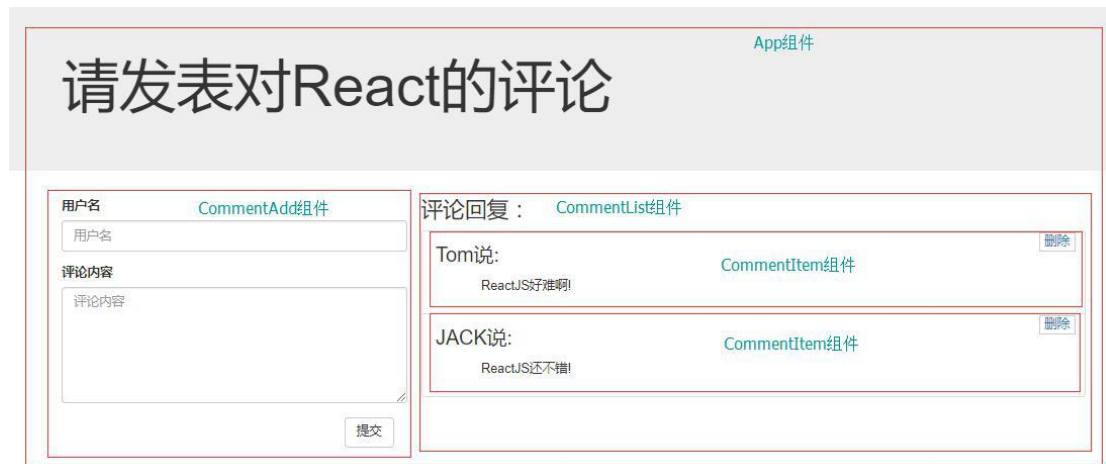 App组件
请发表对React的评论
用户名
CommentAdd组件
用户名
评论内容
评论内容
提交
评论回复：
CommentList组件
删除
Tom说:
CommentItem组件
ReactJS好难啊!
删除
JACK说:
CommentItem组件
ReactJS还不错!